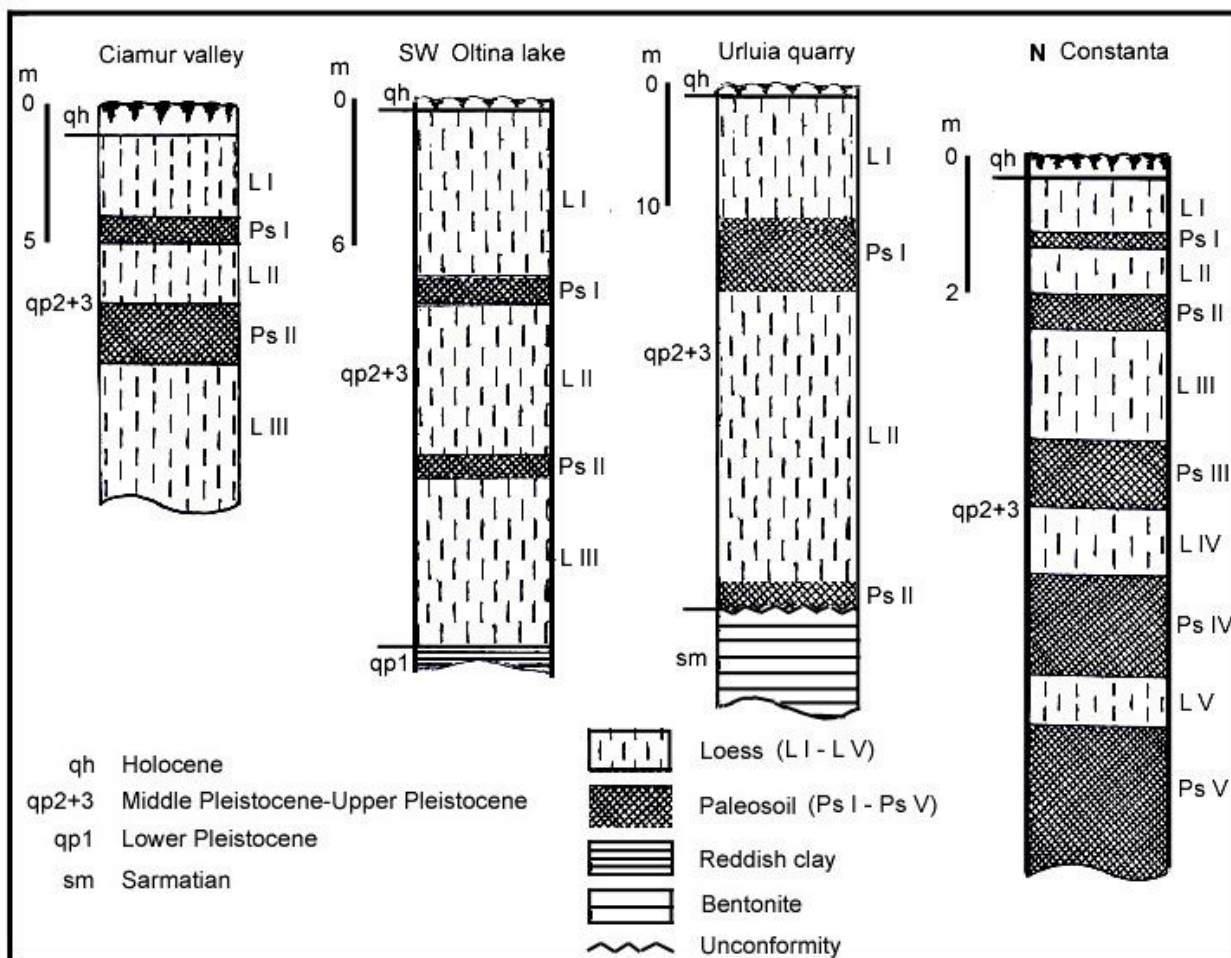 Ciamur valley
m
0
qh
L I
Ps I
5
L II
qp2+3
Ps II
L III
SW Oltina lake
m
0
qh
L I
6
Ps I
qp2+3
L II
Ps II
L III
qp1
Urluia quarry
m
0
qh
L I
10
Ps I
qp2+3
L II
Ps II
sm
N Constanta
m
0
qh
L I
Ps I
L II
2
Ps II
L III
Ps III
qp2+3
L IV
Ps IV
L V
Ps V
qh Holocene
qp2+3 Middle Pleistocene-Upper Pleistocene
qp1 Lower Pleistocene
sm Sarmatian
Loess (L I - L V)
Paleosoil (Ps I - Ps V)
Reddish clay
Bentonite
Unconformity